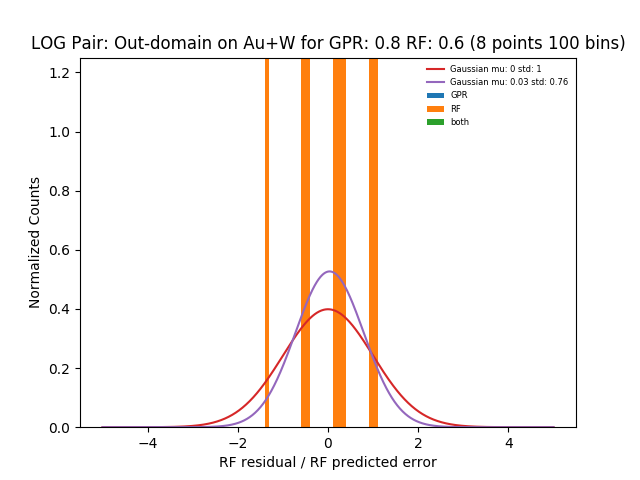 LOG Pair: Out-domain on Au+W for GPR: 0.8 RF: 0.6 (8 points 100 bins)
Gaussian mu: 0 std: 1
Gaussian mu: 0.03 std: 0.76
GPR
RF
both
1.2
1.0
0.8
0.6
0.4
0.2
0.0
Normalized Counts
−4
−2
0
2
4
RF residual / RF predicted error